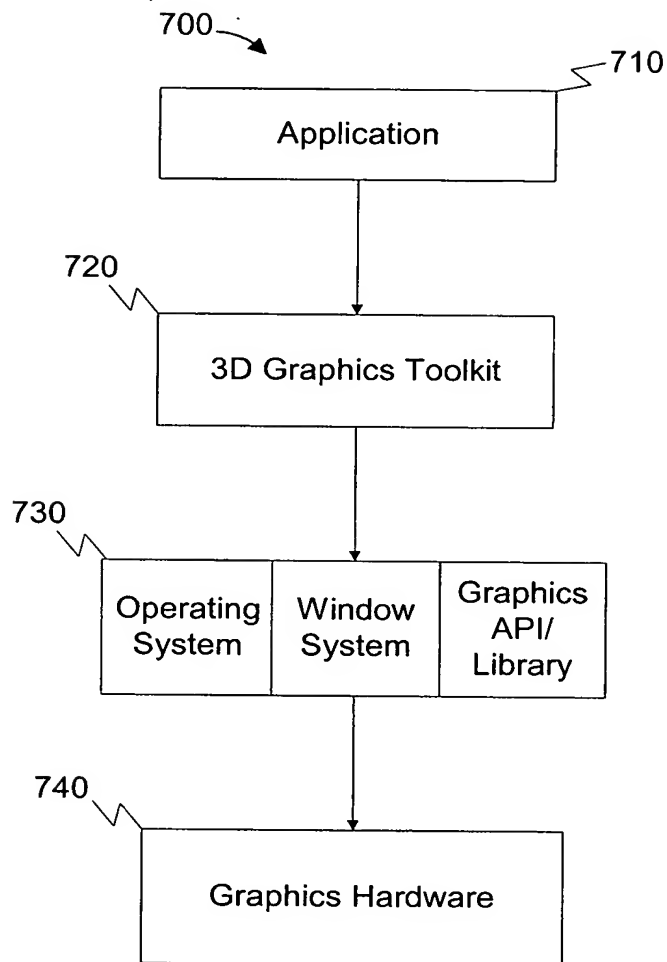 700
710
Application
720
3D Graphics Toolkit
730
Operating
System
Window
System
Graphics
API/
Library
740
Graphics Hardware